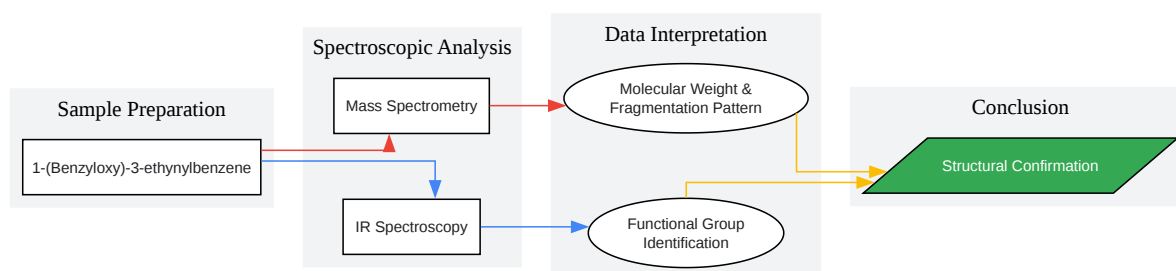 Sample Preparation
1-(Benzyloxy)-3-ethynylbenzene
Spectroscopic Analysis
Mass Spectrometry
IR Spectroscopy
Data Interpretation
Molecular Weight &
Fragmentation Pattern
Functional Group
Identification
Conclusion
Structural Confirmation